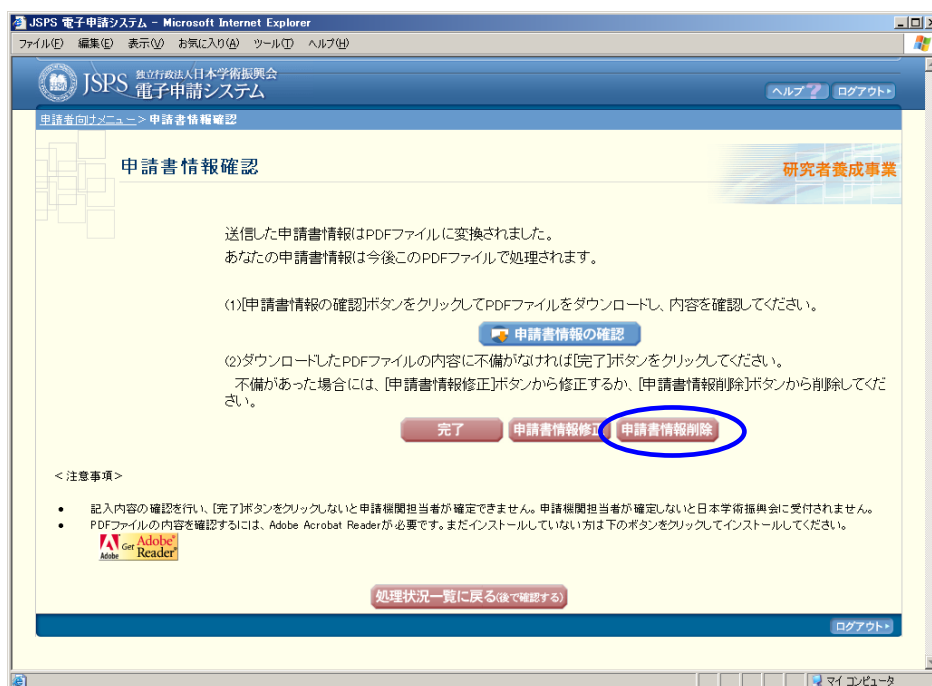 JSPS 電子申請システム - Microsoft Internet Explorer
ファイル(F) 編集(E) 表示(V) お気に入り(A) ツール(T) ヘルプ(H)
JSPS 独立行政法人日本学術振興会
電子申請システム
ヘルプ ? ログアウト
申請者向けメニュー>申請書情報確認
申請書情報確認
研究者養成事業
送信した申請書情報はPDFファイルに変換されました。
あなたの申請書情報は今後このPDFファイルで処理されます。
(1)[申請書情報の確認]ボタンをクリックしてPDFファイルをダウンロードし、内容を確認してください。
申請書情報の確認
(2)ダウンロードしたPDFファイルの内容に不備がなければ[完了]ボタンをクリックしてください。
不備があった場合には、[申請書情報修正]ボタンから修正するか、[申請書情報削除]ボタンから削除してくだ
さい。
完了 申請書情報修正 申請書情報削除
<注意事項>
• 記入内容の確認を行い、[完了]ボタンをクリックしないと申請機関担当者が確定できません。申請機関担当者が確定しないと日本学術振興会に受付されません。
• PDFファイルの内容を確認するには、Adobe Acrobat Readerが必要です。まだインストールしていない方は下のボタンをクリックしてインストールしてください。
Adobe Get Adobe® Reader®
処理状況一覧に戻る(後で確認する)
ログアウト
マイ コンピュータ